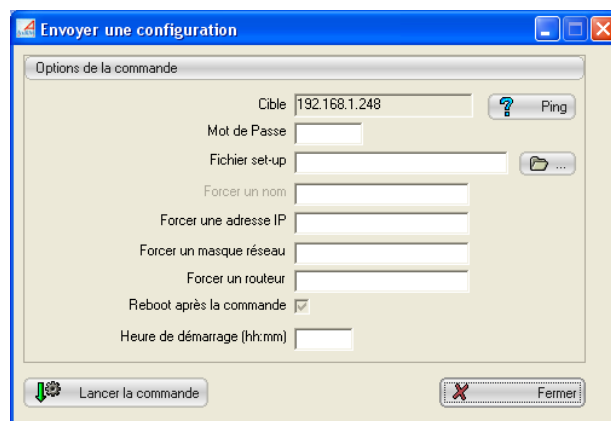 Envoyer une configuration
Options de la commande
Cible 192.168.1.248 Ping
Mot de Passe
Fichier set-up ...
Forcer un nom
Forcer une adresse IP
Forcer un masque réseau
Forcer un routeur
Reboot après la commande
Heure de démarrage (hh:mm)
Lancer la commande Fermer